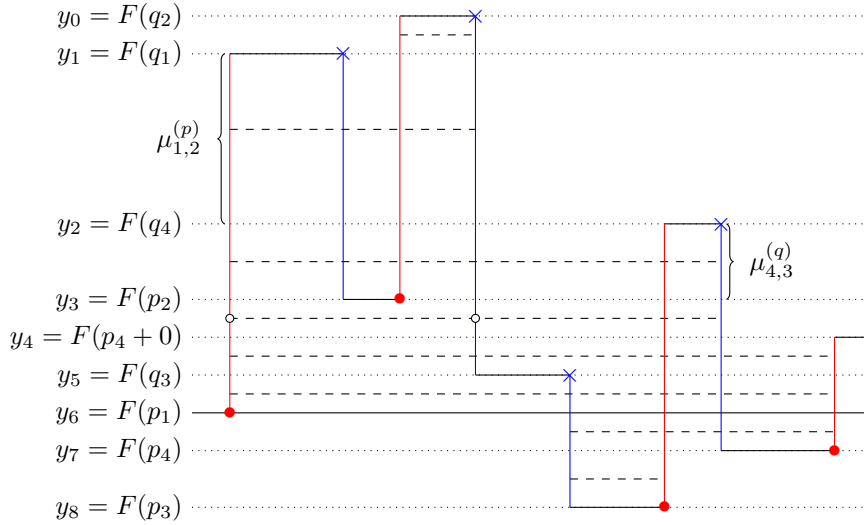 y_0 = F(q_2)
y_1 = F(q_1)
μ_{1,2}^{(p)}
y_2 = F(q_4)
μ_{4,3}^{(q)}
y_3 = F(p_2)
y_4 = F(p_4 + 0)
y_5 = F(q_3)
y_6 = F(p_1)
y_7 = F(p_4)
y_8 = F(p_3)